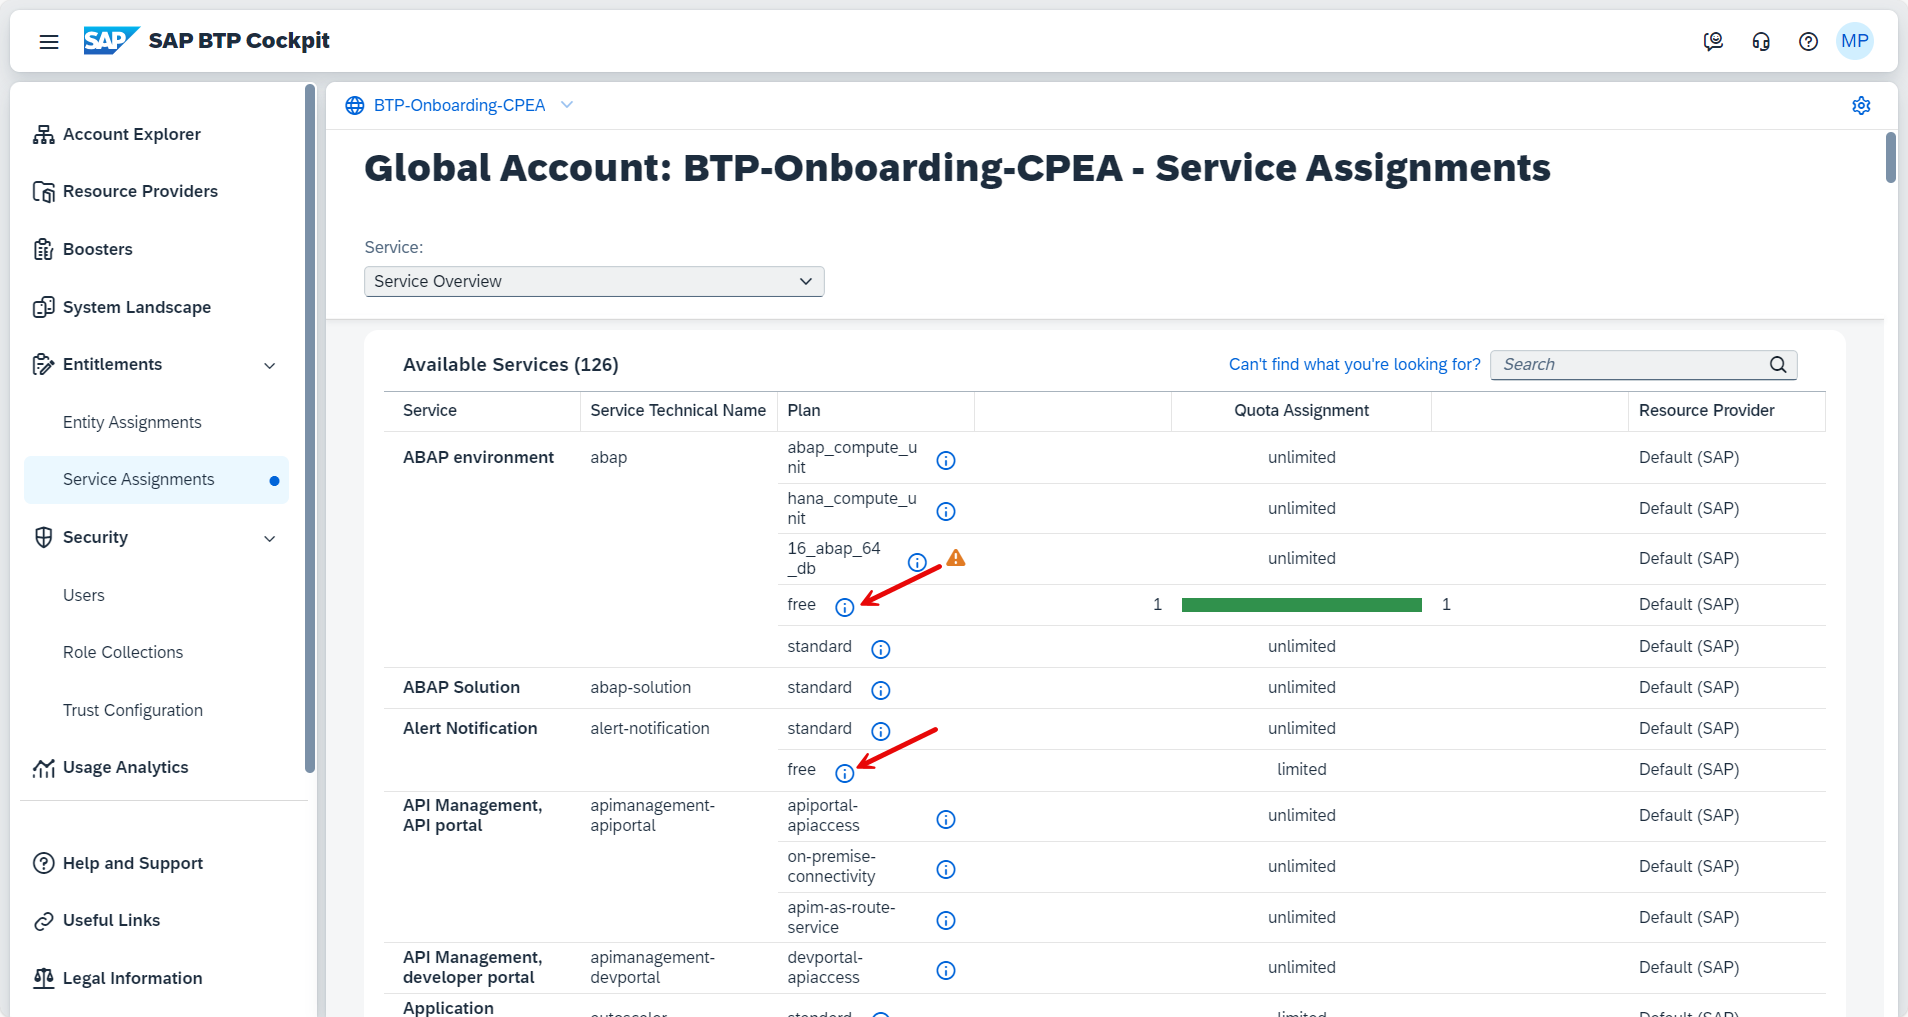 SAP SAP BTP Cockpit
MP
Account Explorer
Resource Providers
Boosters
System Landscape
Entitlements
Entity Assignments
Service Assignments
Security
Users
Role Collections
Trust Configuration
Usage Analytics
Help and Support
Useful Links
Legal Information
BTP-Onboarding-CPEA
Global Account: BTP-Onboarding-CPEA - Service Assignments
Service:
Service Overview
Available Services (126)
Can't find what you're looking for?
Search
Service Service Technical Name Plan Quota Assignment Resource Provider
ABAP environment abap abap_compute_u
nit
unlimited Default (SAP)
hana_compute_u
nit
unlimited Default (SAP)
16_abap_64
_db
unlimited Default (SAP)
free 1 1 Default (SAP)
standard unlimited Default (SAP)
ABAP Solution abap-solution standard unlimited Default (SAP)
Alert Notification alert-notification standard unlimited Default (SAP)
free limited Default (SAP)
API Management,
API portal
apimanagement-
apiportal
apiportal-
apiaccess
unlimited Default (SAP)
on-premise-
connectivity
unlimited Default (SAP)
apim-as-route-
service
unlimited Default (SAP)
API Management,
developer portal
apimanagement-
devportal
devportal-
apiaccess
unlimited Default (SAP)
Application